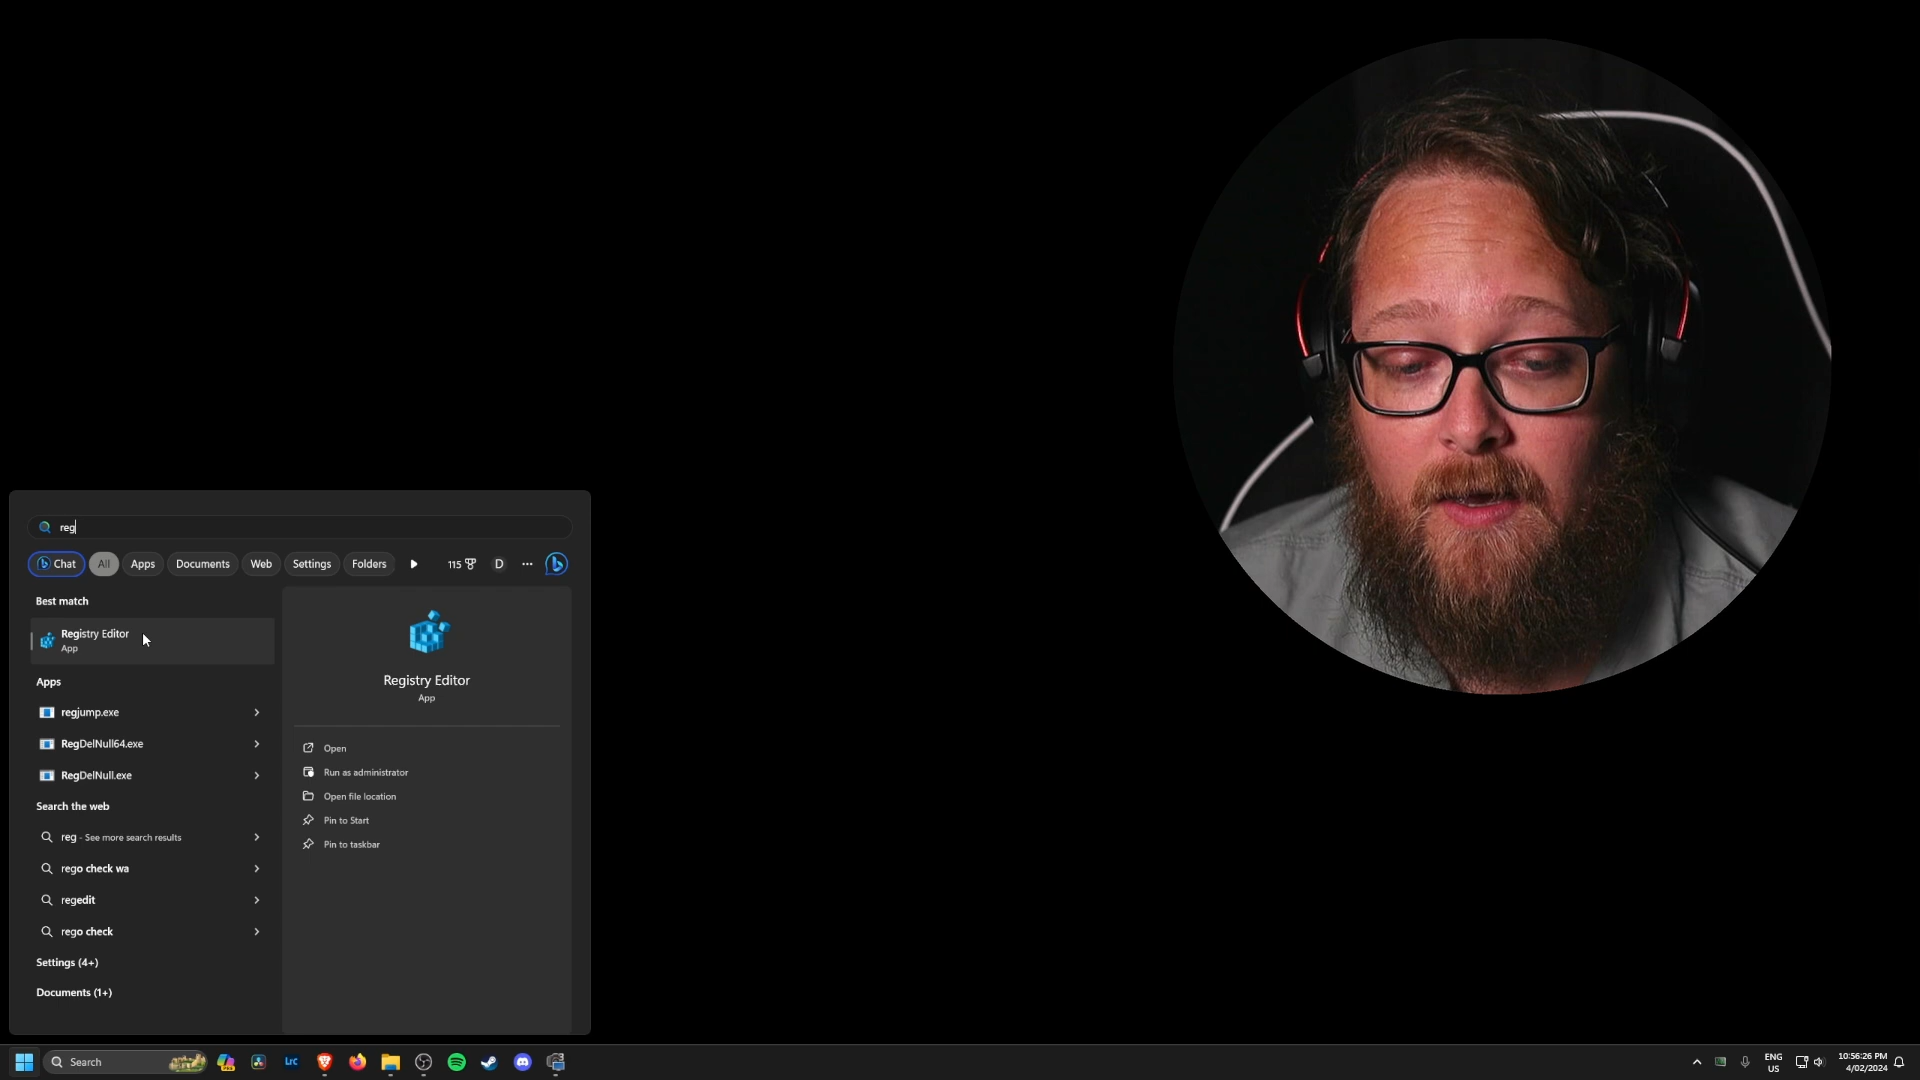 reg
Chat
All
Apps
Documents
Web
Settings
Folders
115
D
Best match
Registry Editor
App
Apps
regjump.exe
RegDelNull64.exe
RegDelNull.exe
Search the web
reg - See more search results
rego check wa
regedit
rego check
Settings (4+)
Documents (1+)
Registry Editor
App
Open
Run as administrator
Open file location
Pin to Start
Pin to taskbar
Search
Lrc
ENG
US
10:56:26 PM
4/02/2024